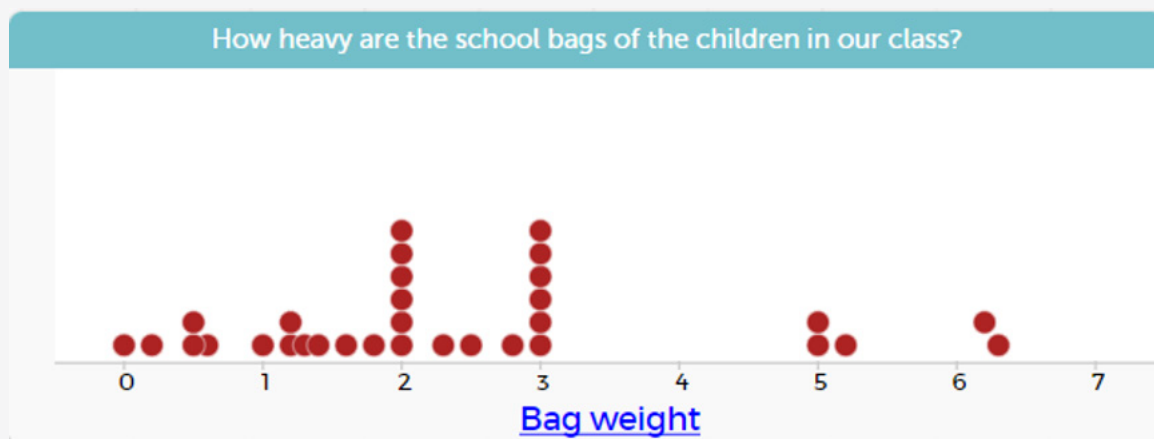 How heavy are the school bags of the children in our class?
0 1 2 3 4 5 6 7
Bag weight